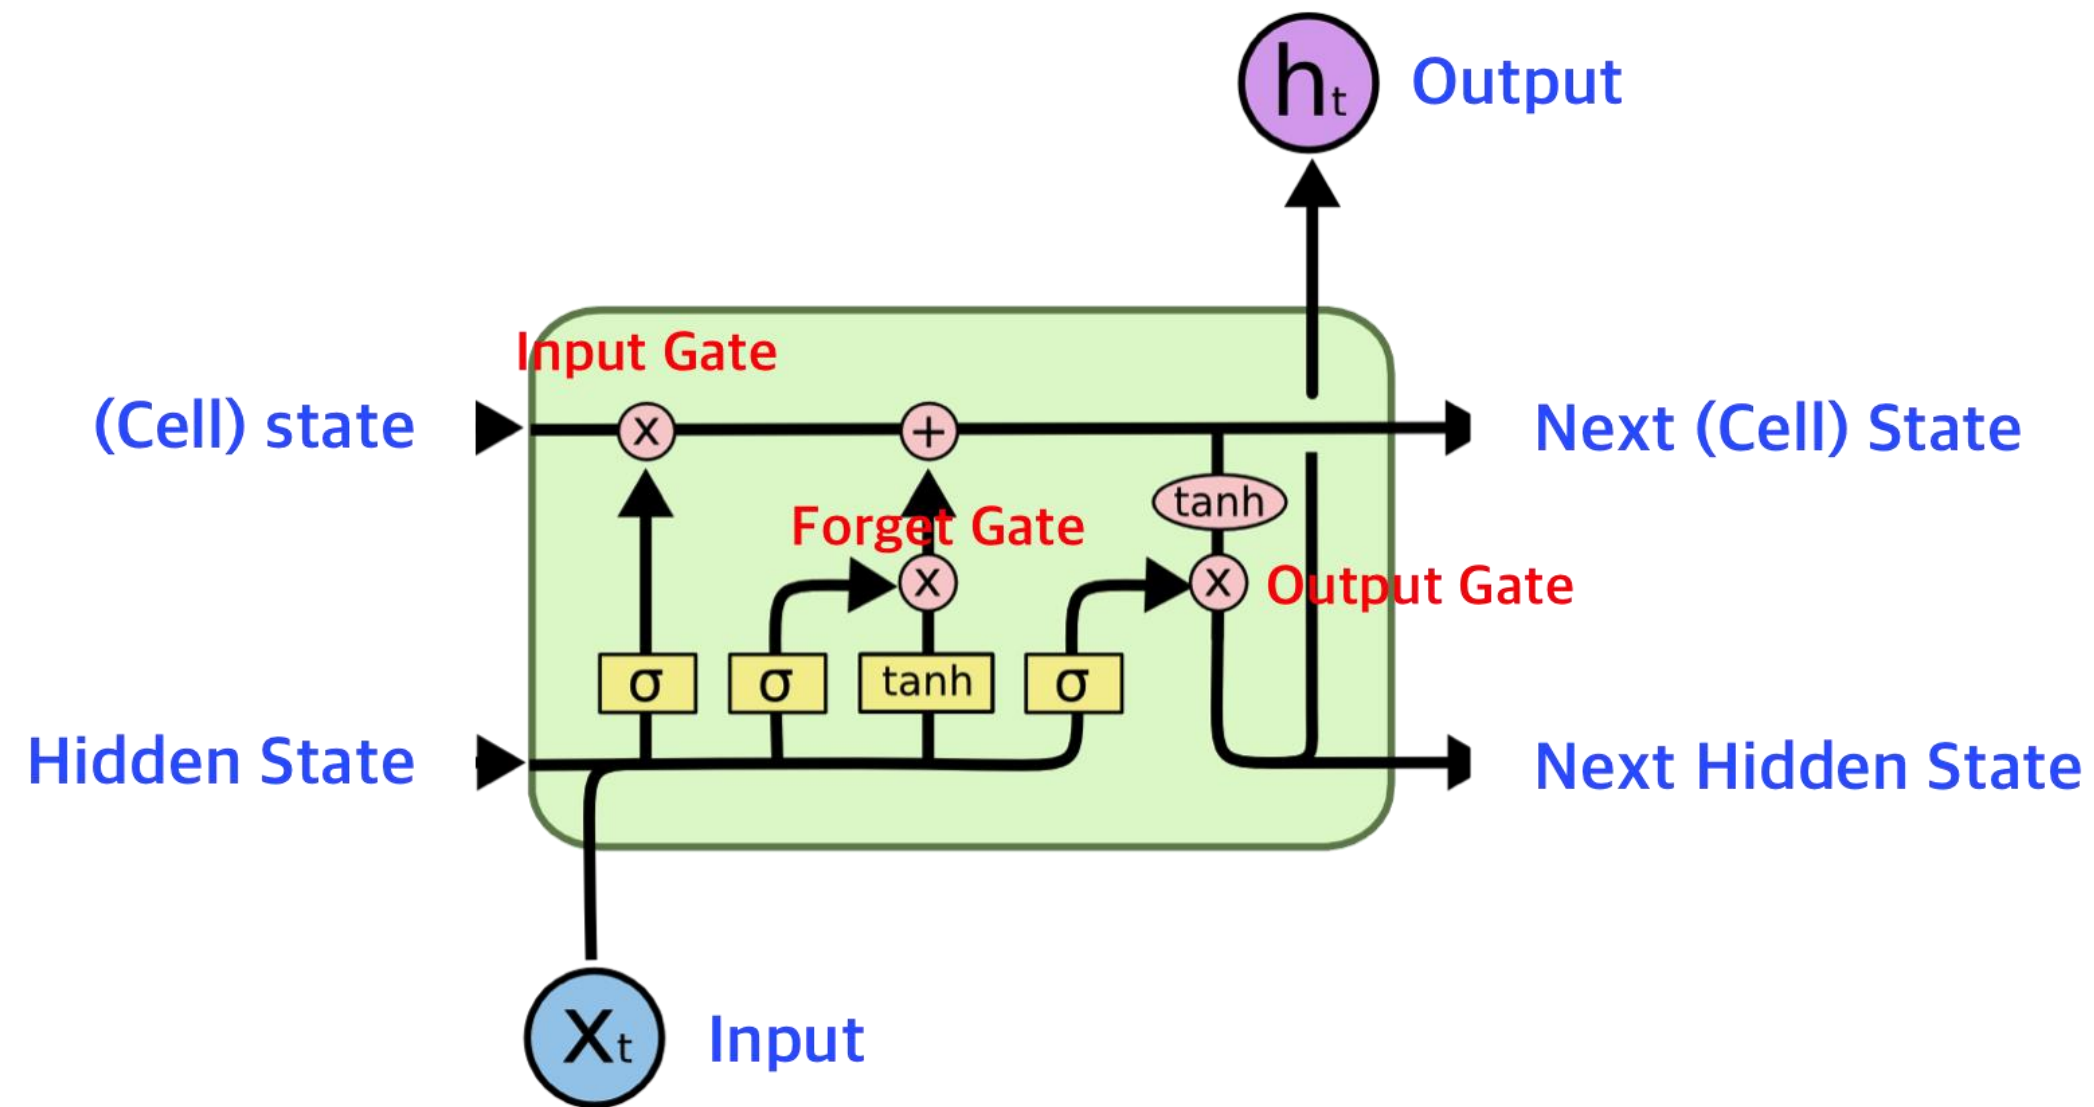 ht
Output
Input Gate
(Cell) state
x
+
Next (Cell) State
tanh
Forget Gate
x
x
Output Gate
σ
σ
tanh
σ
Hidden State
Next Hidden State
Xt
Input